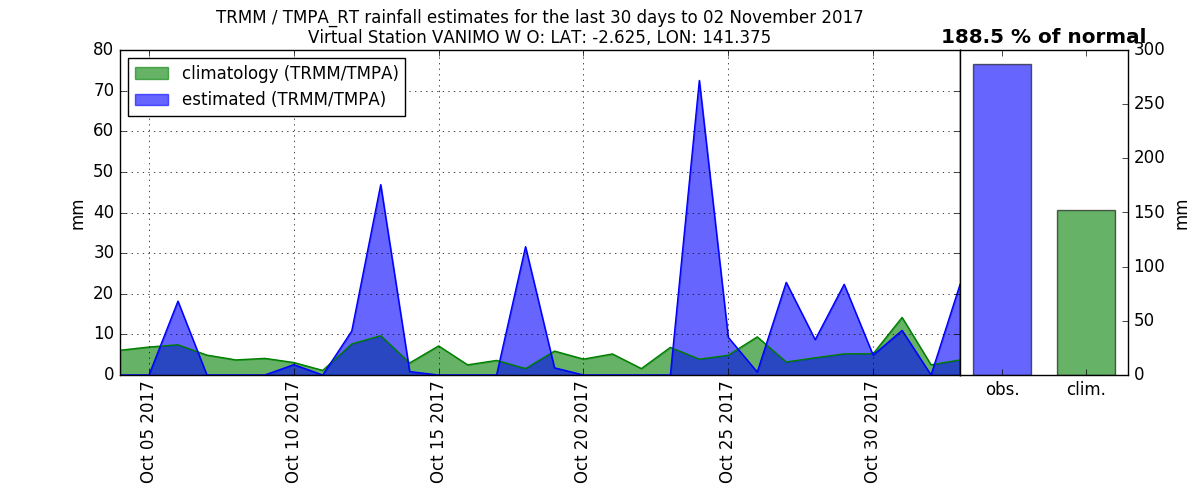 TRMM / TMPA_RT rainfall estimates for the last 30 days to 02 November 2017
Virtual Station VANIMO W O: LAT: -2.625, LON: 141.375
188.5 % of normal
climatology (TRMM/TMPA)
estimated (TRMM/TMPA)
mm
80
70
60
50
40
30
20
10
0
Oct 05 2017
Oct 10 2017
Oct 15 2017
Oct 20 2017
Oct 25 2017
Oct 30 2017
obs.
clim.
300
250
200
150
100
50
0
mm